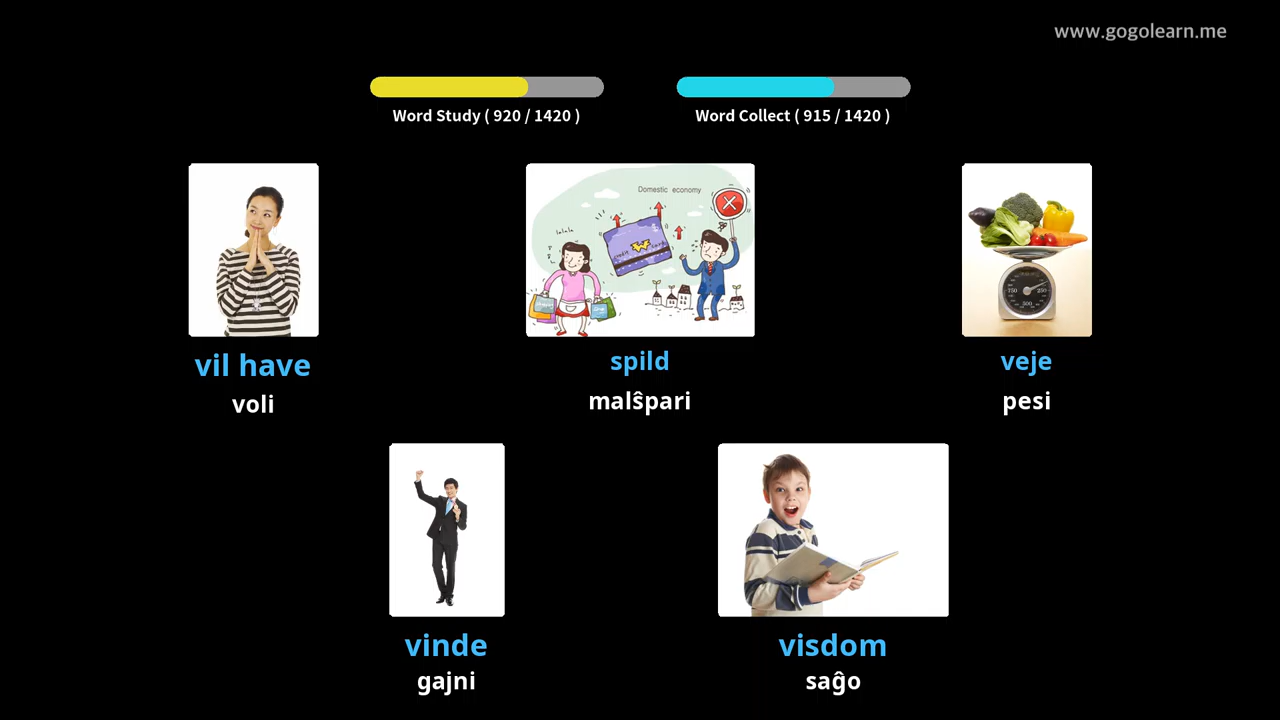 www.gogolearn.me
Word Study ( 920 / 1420 )
Word Collect ( 915 / 1420 )
Domestic economy
lalala
vil have
voli
spild
malŝpari
veje
pesi
vinde
gajni
visdom
saĝo